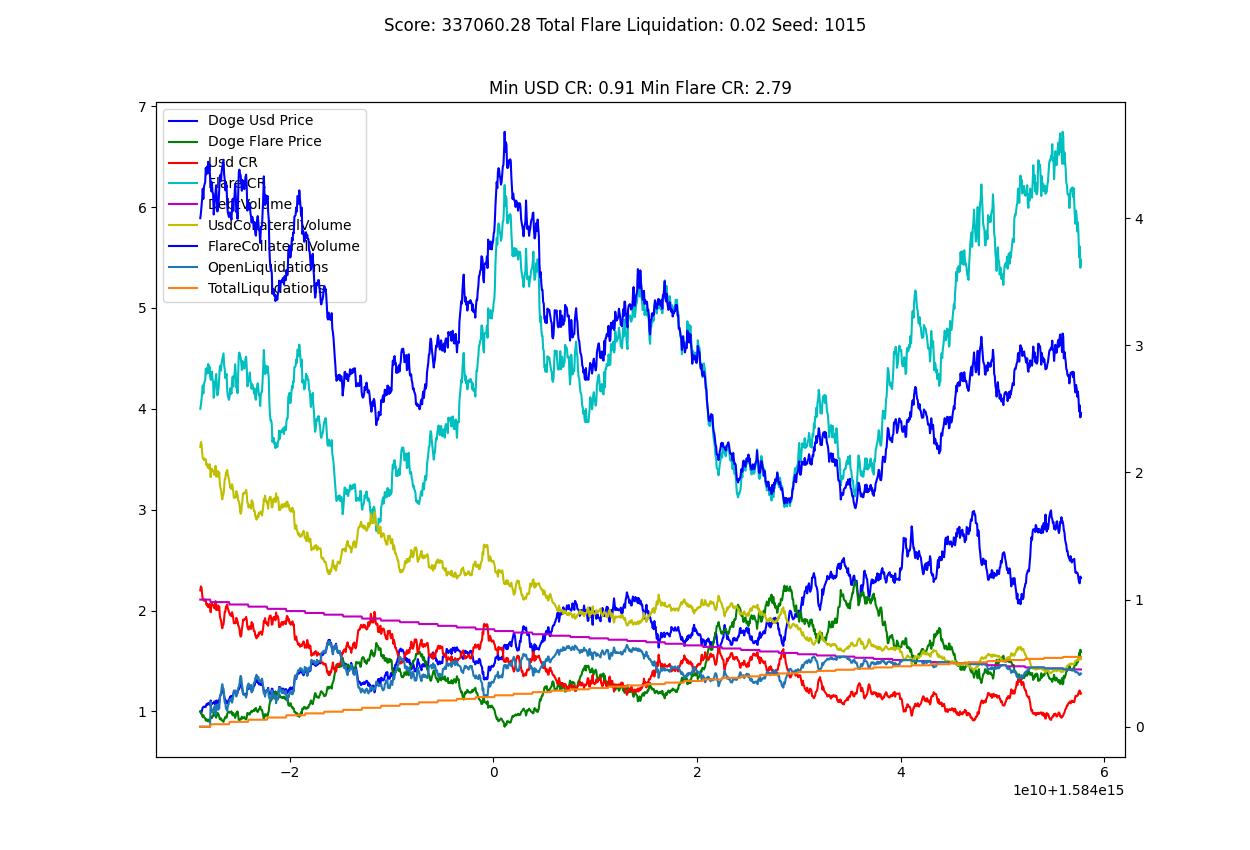 Score: 337060.28 Total Flare Liquidation: 0.02 Seed: 1015
Min USD CR: 0.91 Min Flare CR: 2.79
Doge Usd Price
Doge Flare Price
Usd CR
Flare CR
DebtVolume
UsdCollateralVolume
FlareCollateralVolume
OpenLiquidations
TotalLiquidations
7
6
5
4
3
2
1
4
3
2
1
0
−2
0
2
4
6
1e10+1.584e15